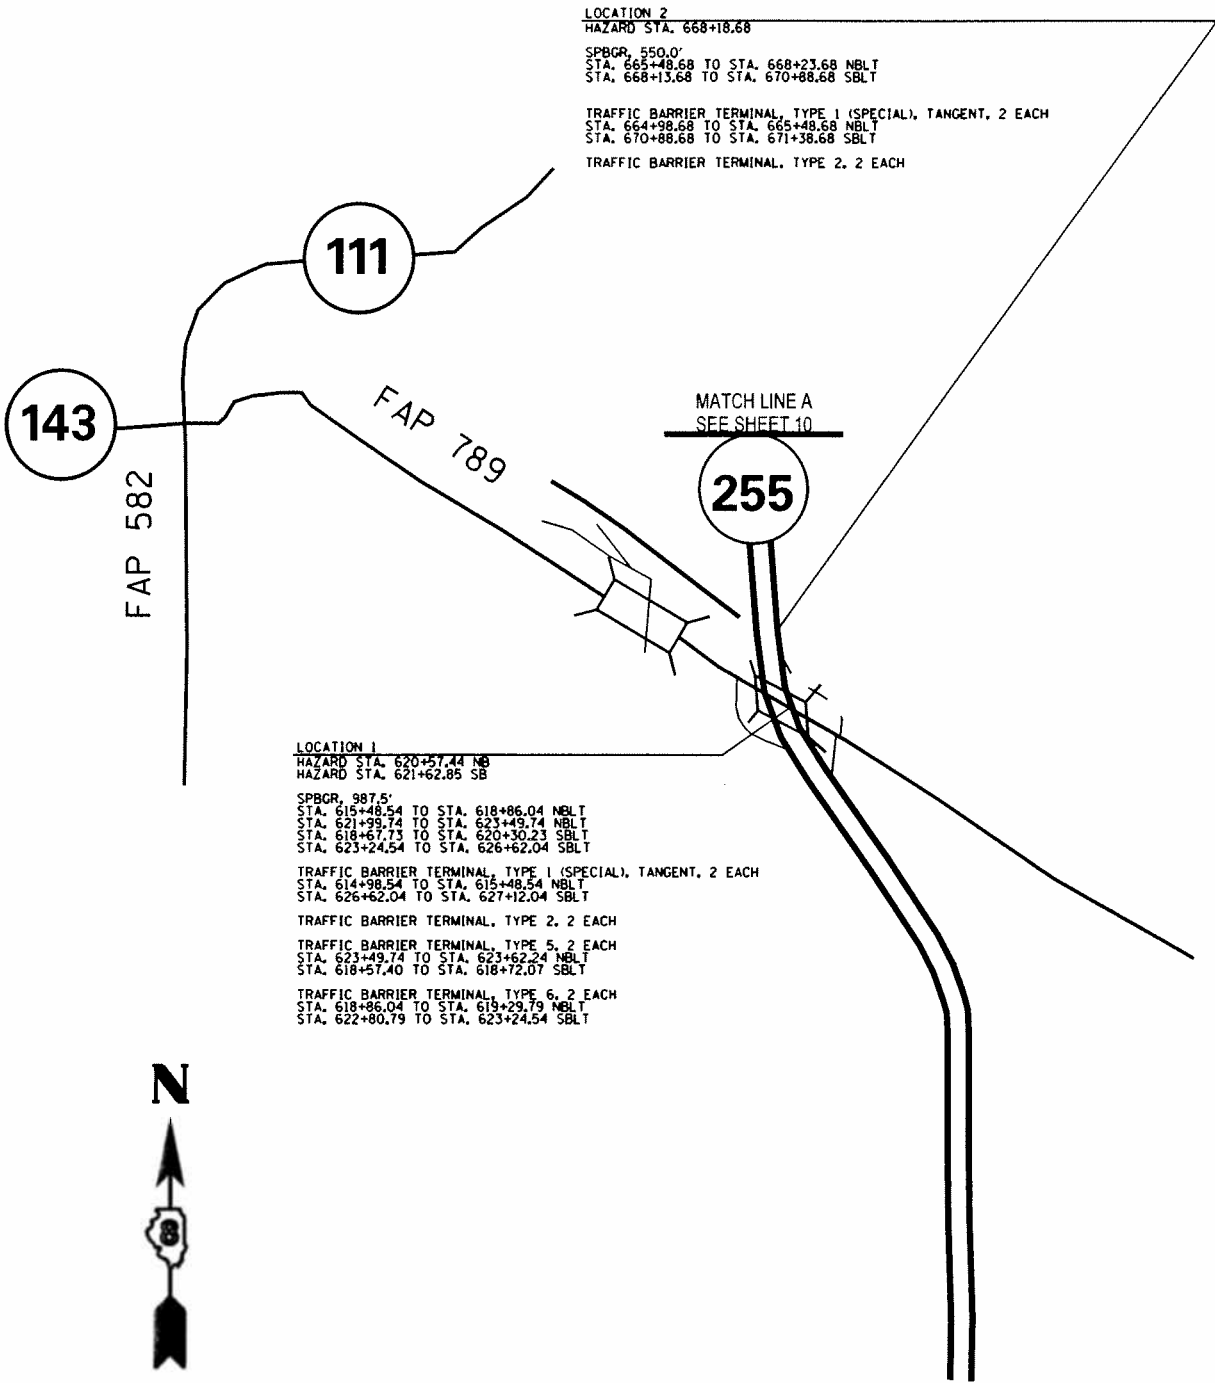 LOCATION 2
HAZARD STA. 668+18.68
SPBGR, 550.0'
STA. 665+48.68 TO STA. 668+23.68 NBLT
STA. 668+13.68 TO STA. 670+88.68 SBLT
TRAFFIC BARRIER TERMINAL, TYPE 1 (SPECIAL), TANGENT, 2 EACH
STA. 664+98.68 TO STA. 665+48.68 NBLT
STA. 670+88.68 TO STA. 671+38.68 SBLT
TRAFFIC BARRIER TERMINAL, TYPE 2, 2 EACH
111
143
FAP 789
FAP 582
MATCH LINE A
SEE SHEET 10
255
LOCATION 1
HAZARD STA. 620+57.44 NB
HAZARD STA. 621+62.85 SB
SPBGR, 987.5'
STA. 615+48.54 TO STA. 618+86.04 NBLT
STA. 621+99.74 TO STA. 623+49.74 NBLT
STA. 618+67.73 TO STA. 620+30.23 SBLT
STA. 623+24.54 TO STA. 626+62.04 SBLT
TRAFFIC BARRIER TERMINAL, TYPE 1 (SPECIAL), TANGENT, 2 EACH
STA. 614+98.54 TO STA. 615+48.54 NBLT
STA. 626+62.04 TO STA. 627+12.04 SBLT
TRAFFIC BARRIER TERMINAL, TYPE 2, 2 EACH
TRAFFIC BARRIER TERMINAL, TYPE 5, 2 EACH
STA. 623+49.74 TO STA. 623+62.24 NBLT
STA. 618+57.40 TO STA. 618+72.07 SBLT
TRAFFIC BARRIER TERMINAL, TYPE 6, 2 EACH
STA. 618+86.04 TO STA. 619+29.79 NBLT
STA. 622+80.79 TO STA. 623+24.54 SBLT
N
8